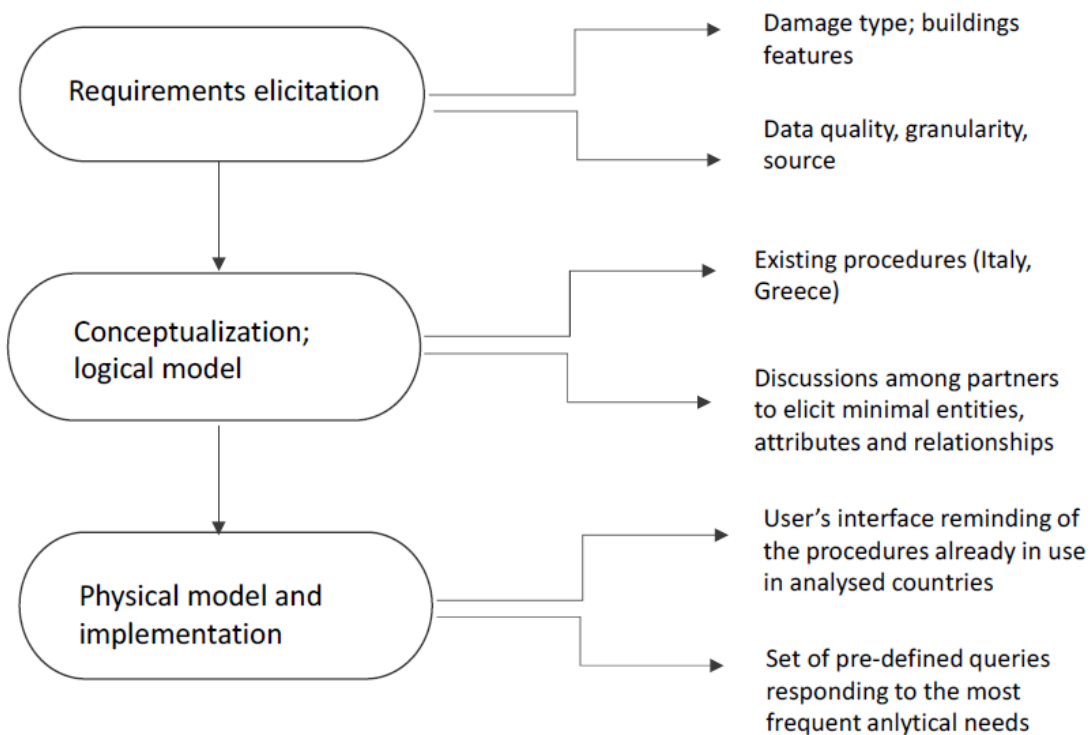 Requirements elicitation
Damage type; buildings
features
Data quality, granularity,
source
Conceptualization;
logical model
Existing procedures (Italy,
Greece)
Discussions among partners
to elicit minimal entities,
attributes and relationships
Physical model and
implementation
User's interface reminding of
the procedures already in use
in analysed countries
Set of pre-defined queries
responding to the most
frequent anlytical needs